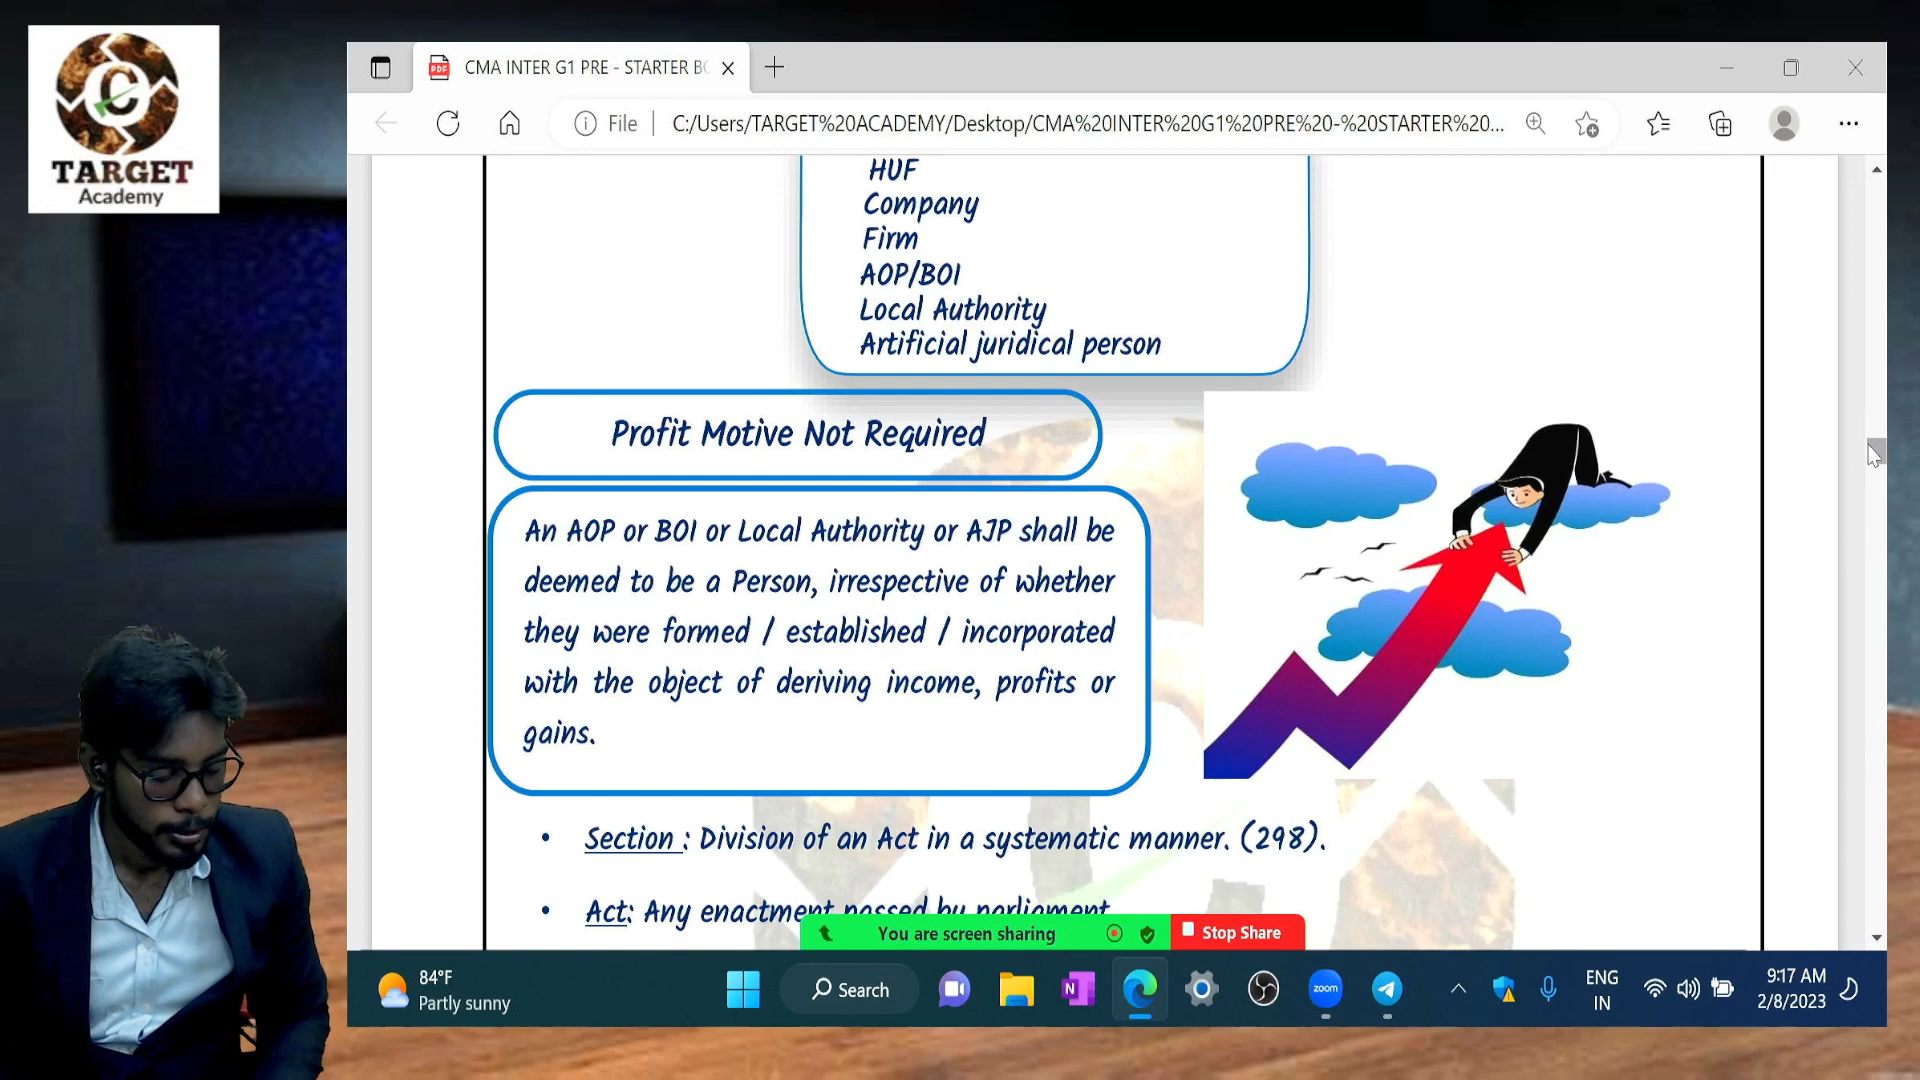 TARGET
Academy
CMA INTER G1 PRE - STARTER BO
File
C:/Users/TARGET%20ACADEMY/Desktop/CMA%20INTER%20G1%20PRE%20-%20STARTER%20...
HUF
Company
Firm
AOP/BOI
Local Authority
Artificial juridical person
Profit Motive Not Required
An AOP or BOI or Local Authority or AJP shall be
deemed to be a Person, irrespective of whether
they were formed / established / incorporated
with the object of deriving income, profits or
gains.
• Section : Division of an Act in a systematic manner. (298).
• Act: Any enactment passed by parliament
You are screen sharing
Stop Share
84°F
Partly sunny
Search
zoom
ENG
IN
9:17 AM
2/8/2023